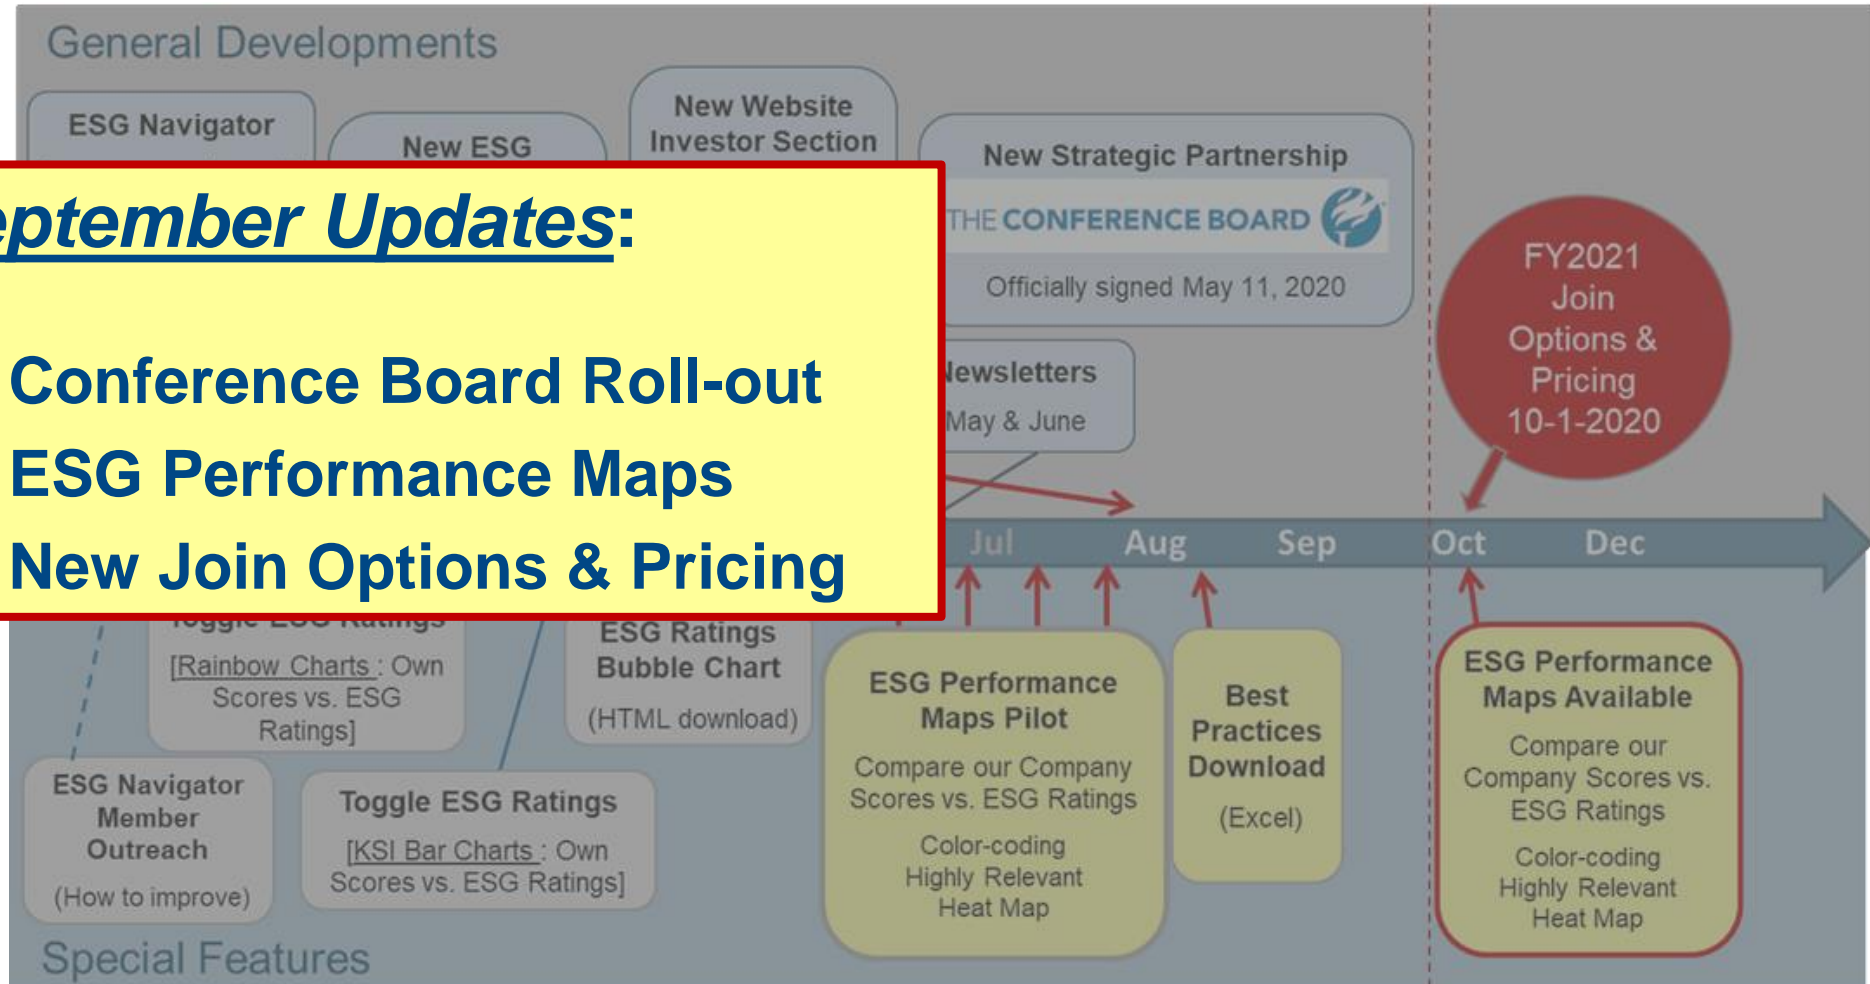 General Developments
ESG Navigator
New ESG
New Website
Investor Section
New Strategic Partnership
THE CONFERENCE BOARD
Officially signed May 11, 2020
eptember Updates:
Conference Board Roll-out
ESG Performance Maps
New Join Options & Pricing
Newsletters
May & June
FY2021
Join
Options &
Pricing
10-1-2020
Jul Aug Sep Oct Dec
Toggle ESG Ratings
[Rainbow Charts : Own
Scores vs. ESG
Ratings]
ESG Ratings
Bubble Chart
(HTML download)
ESG Navigator
Member
Outreach
(How to improve)
Toggle ESG Ratings
[KSI Bar Charts : Own
Scores vs. ESG Ratings]
ESG Performance
Maps Pilot
Compare our Company
Scores vs. ESG Ratings
Color-coding
Highly Relevant
Heat Map
Best
Practices
Download
(Excel)
ESG Performance
Maps Available
Compare our
Company Scores vs.
ESG Ratings
Color-coding
Highly Relevant
Heat Map
Special Features